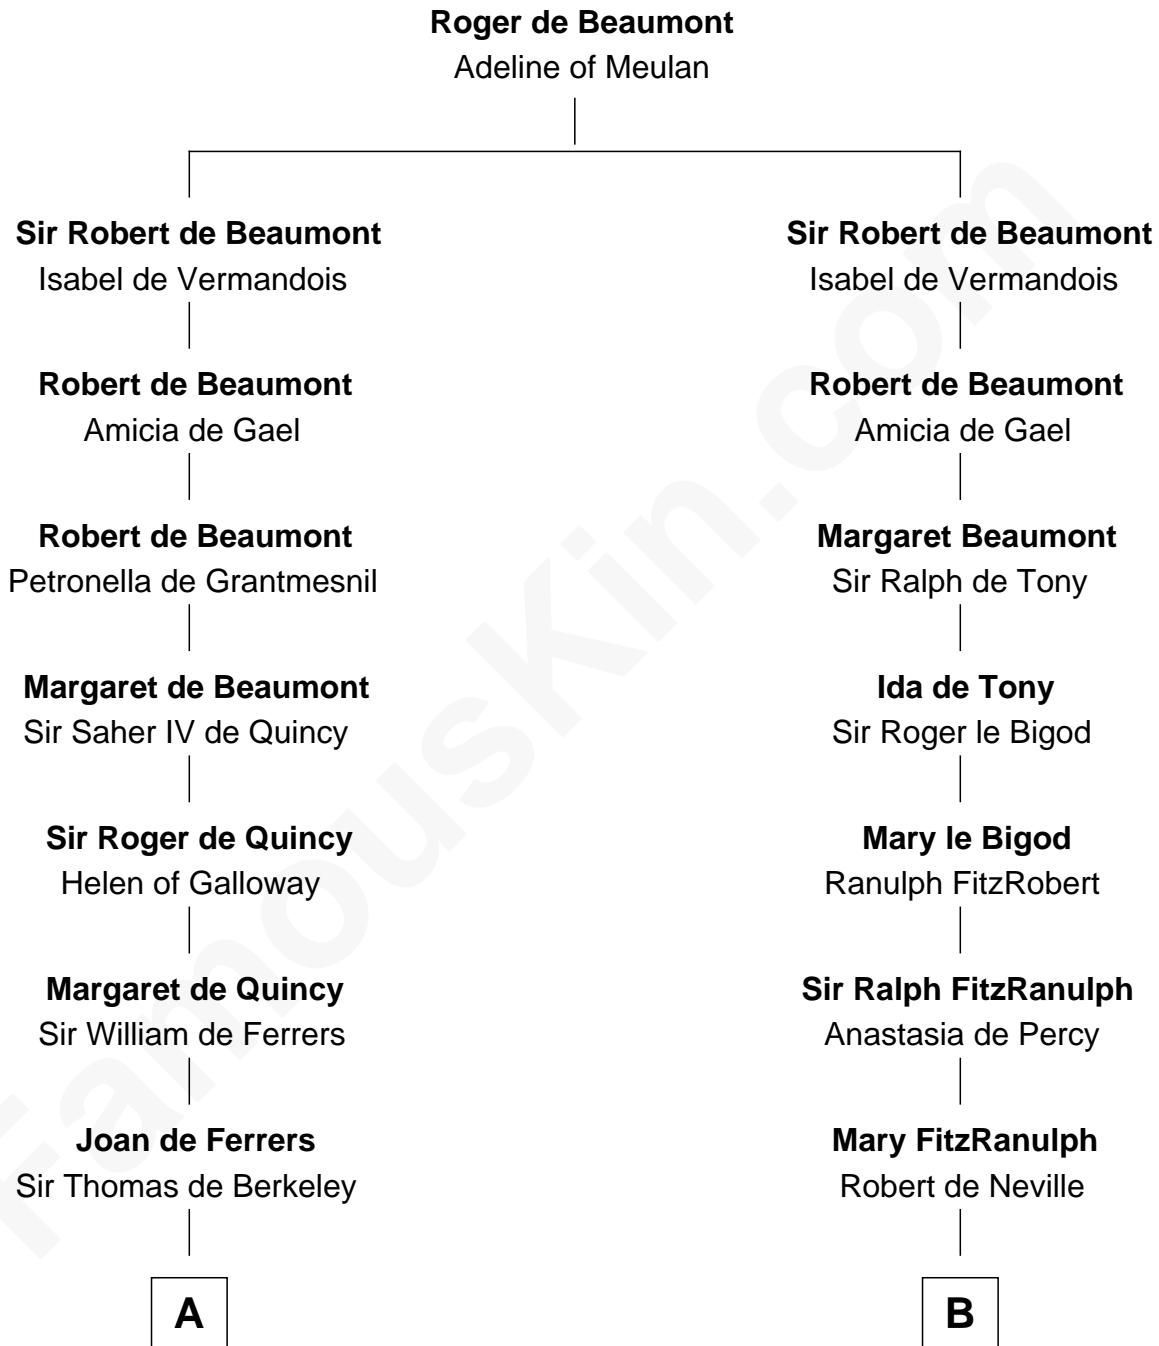 Roger de Beaumont
Adeline of Meulan
Sir Robert de Beaumont
Isabel de Vermandois
Sir Robert de Beaumont
Isabel de Vermandois
Robert de Beaumont
Amicia de Gael
Robert de Beaumont
Amicia de Gael
Robert de Beaumont
Petronella de Grantmesnil
Margaret Beaumont
Sir Ralph de Tony
Margaret de Beaumont
Sir Saher IV de Quincy
Ida de Tony
Sir Roger le Bigod
Sir Roger de Quincy
Helen of Galloway
Mary le Bigod
Ranulph FitzRobert
Margaret de Quincy
Sir William de Ferrers
Sir Ralph FitzRanulph
Anastasia de Percy
Joan de Ferrers
Sir Thomas de Berkeley
Mary FitzRanulph
Robert de Neville
A
B
FamousKin.com